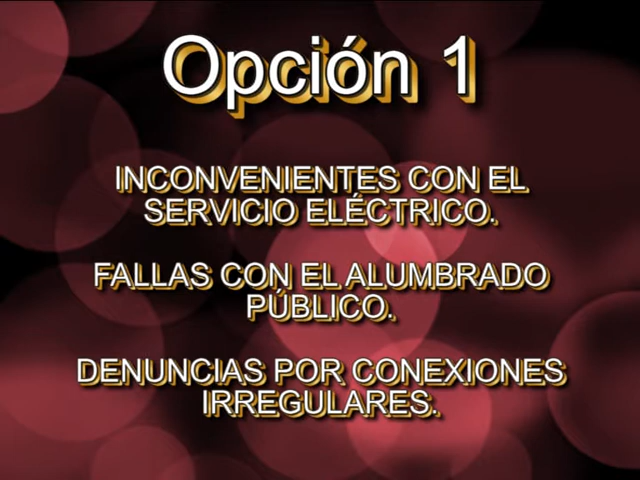 Opción 1
INCONVENIENTES CON EL
SERVICIO ELÉCTRICO.
FALLAS CON EL ALUMBRADO
PÚBLICO.
DENUNCIAS POR CONEXIONES
IRREGULARES.